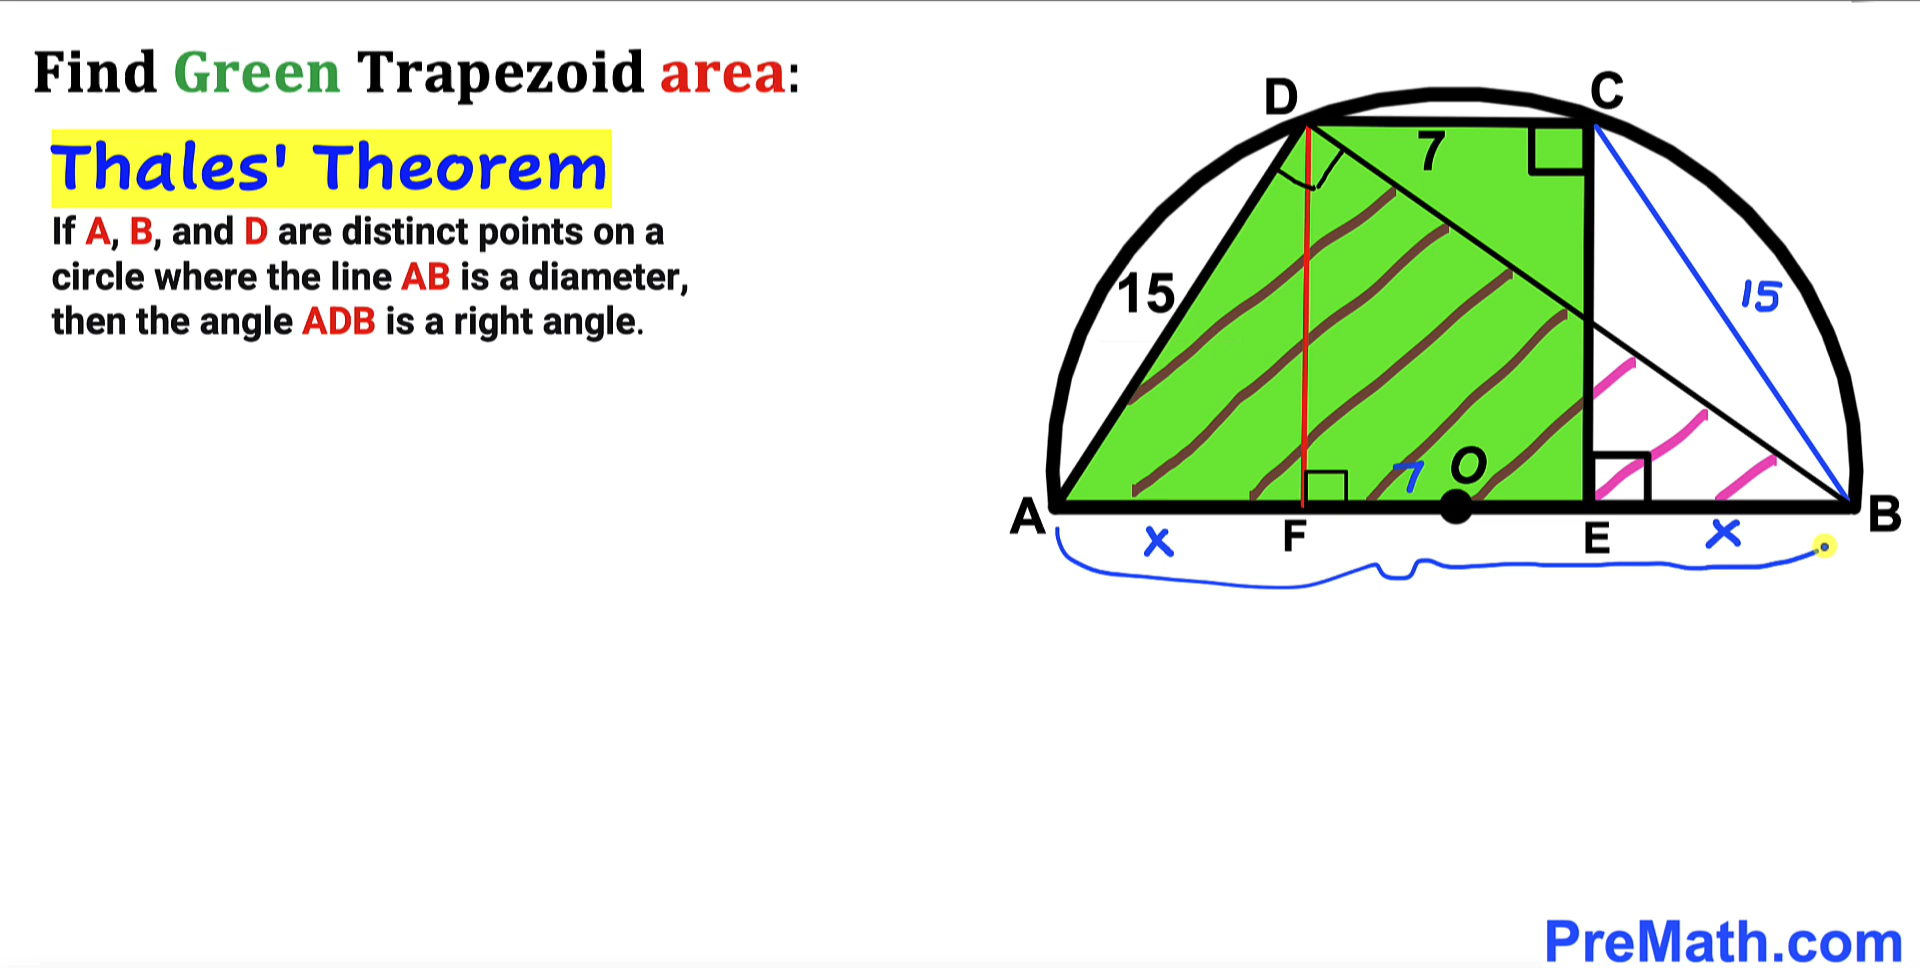 Find Green Trapezoid area:
Thales' Theorem
If A, B, and D are distinct points on a
circle where the line AB is a diameter,
then the angle ADB is a right angle.
D
C
7
15
15
7
O
A
x
F
E
x
B
PreMath.com